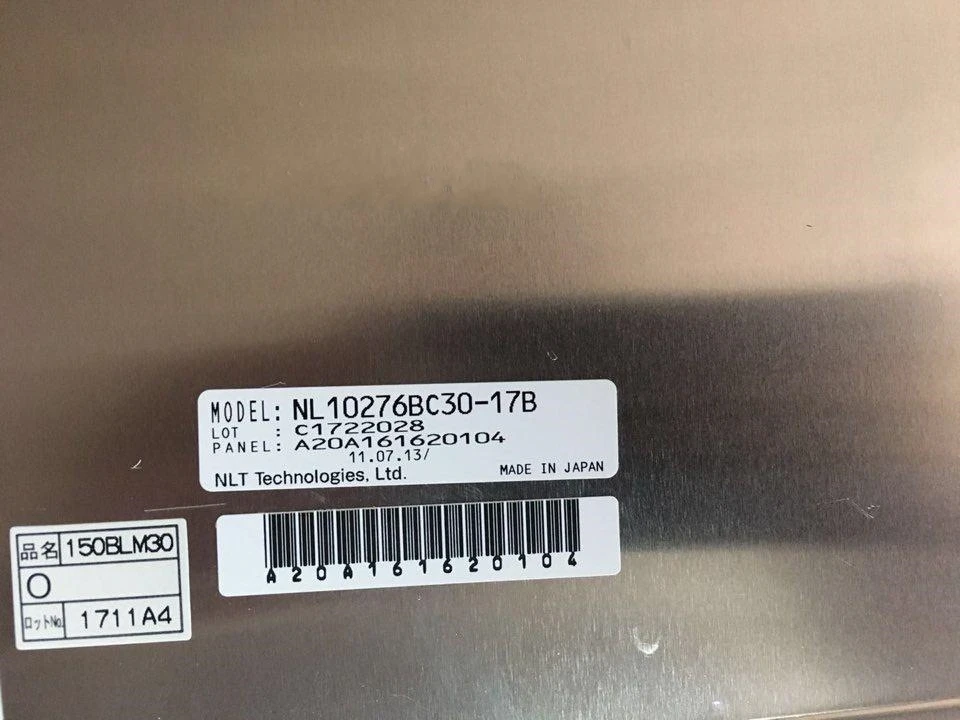 MODEL: NL10276BC30-17B
LOT : C1722028
PANEL: A20A161620104
11.07.13/
NLT Technologies, Ltd. MADE IN JAPAN
A20A161620104
品名 150BLM30
O
ロットNo. 1711A4